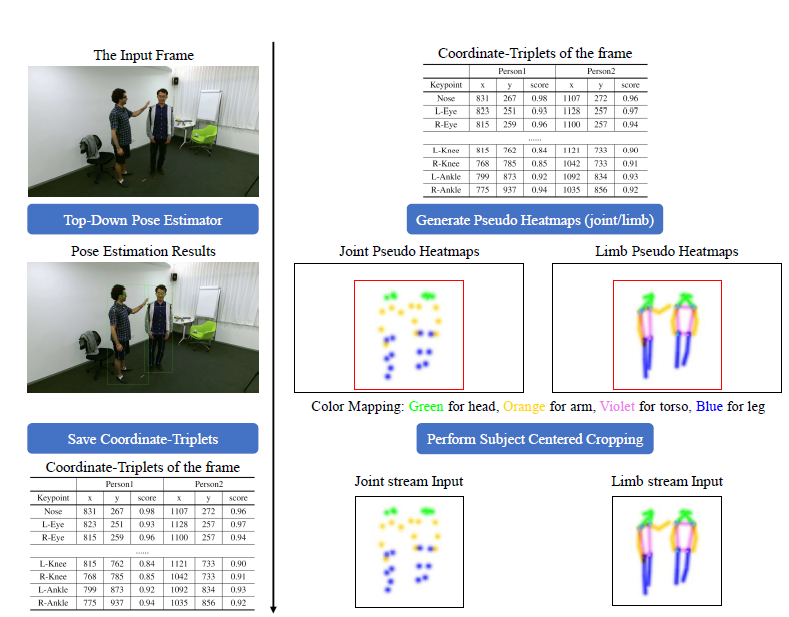 The Input Frame
Top-Down Pose Estimator
Pose Estimation Results
Save Coordinate-Triplets
Coordinate-Triplets of the frame
Person1 Person2
Keypoint x y score x y score
Nose 831 267 0.98 1107 272 0.96
L-Eye 823 251 0.93 1128 257 0.97
R-Eye 815 259 0.96 1100 257 0.94
......
L-Knee 815 762 0.84 1121 733 0.90
R-Knee 768 785 0.85 1042 733 0.91
L-Ankle 799 873 0.92 1092 834 0.93
R-Ankle 775 937 0.94 1035 856 0.92
Coordinate-Triplets of the frame
Person1 Person2
Keypoint x y score x y score
Nose 831 267 0.98 1107 272 0.96
L-Eye 823 251 0.93 1128 257 0.97
R-Eye 815 259 0.96 1100 257 0.94
......
L-Knee 815 762 0.84 1121 733 0.90
R-Knee 768 785 0.85 1042 733 0.91
L-Ankle 799 873 0.92 1092 834 0.93
R-Ankle 775 937 0.94 1035 856 0.92
Generate Pseudo Heatmaps (joint/limb)
Joint Pseudo Heatmaps
Limb Pseudo Heatmaps
Color Mapping: Green for head, Orange for arm, Violet for torso, Blue for leg
Perform Subject Centered Cropping
Joint stream Input
Limb stream Input